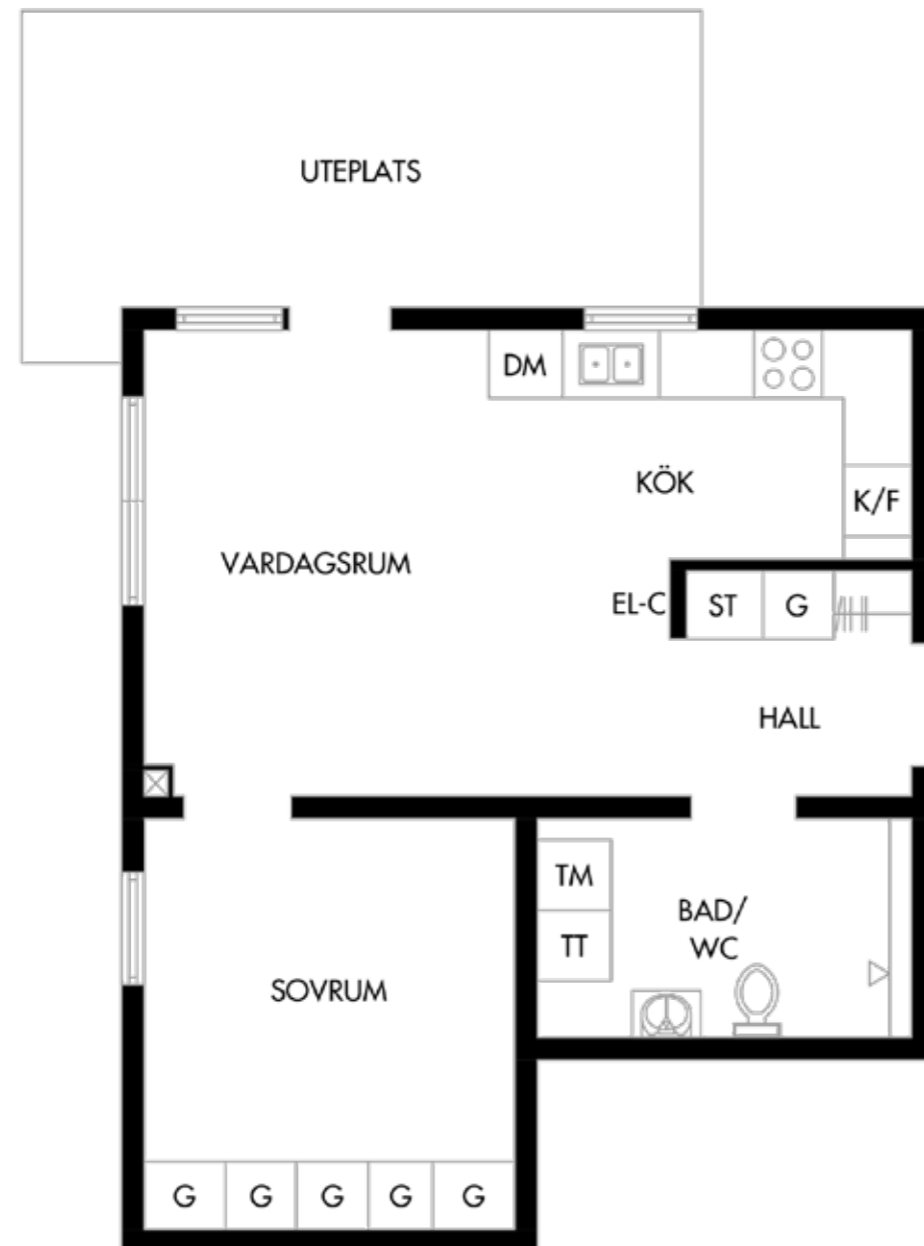 UTEPLATS
DM
KÖK
K/F
VARDAGSRUM
EL-C
ST
G
HALL
TM
BAD/
WC
TT
SOVRUM
G
G
G
G
G